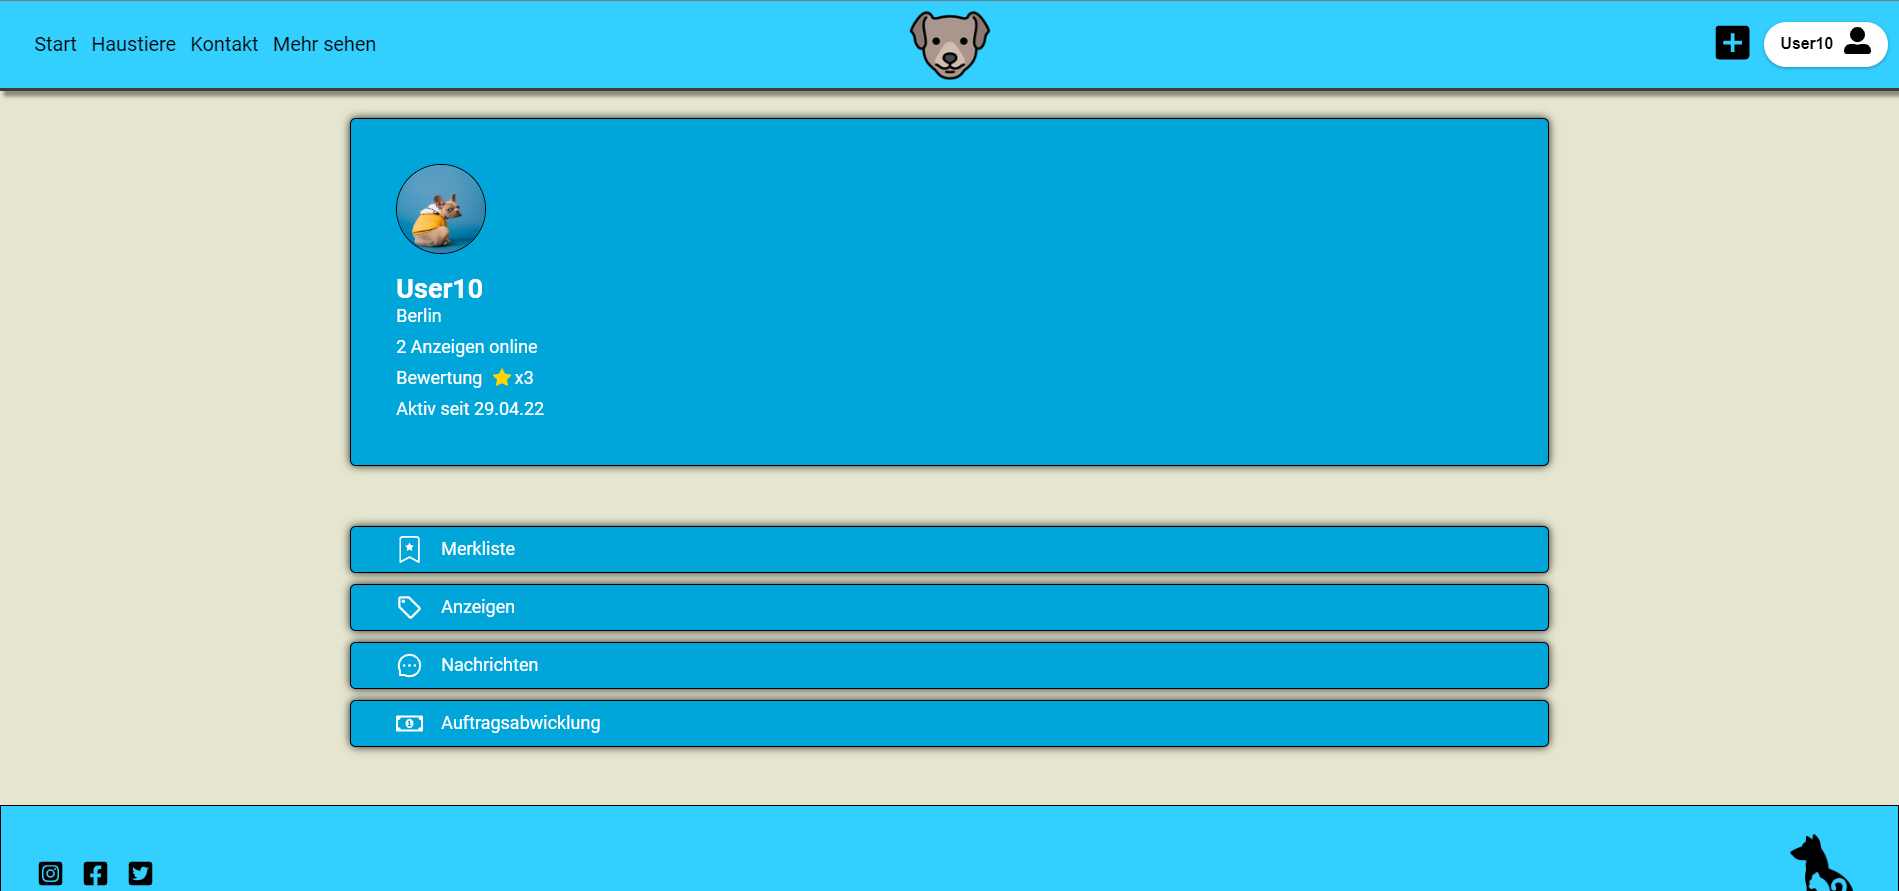 Start Haustiere Kontakt Mehr sehen User10
User10
Berlin
2 Anzeigen online
Bewertung ⭐x3
Aktiv seit 29.04.22
Merkliste
Anzeigen
Nachrichten
Auftragsabwicklung